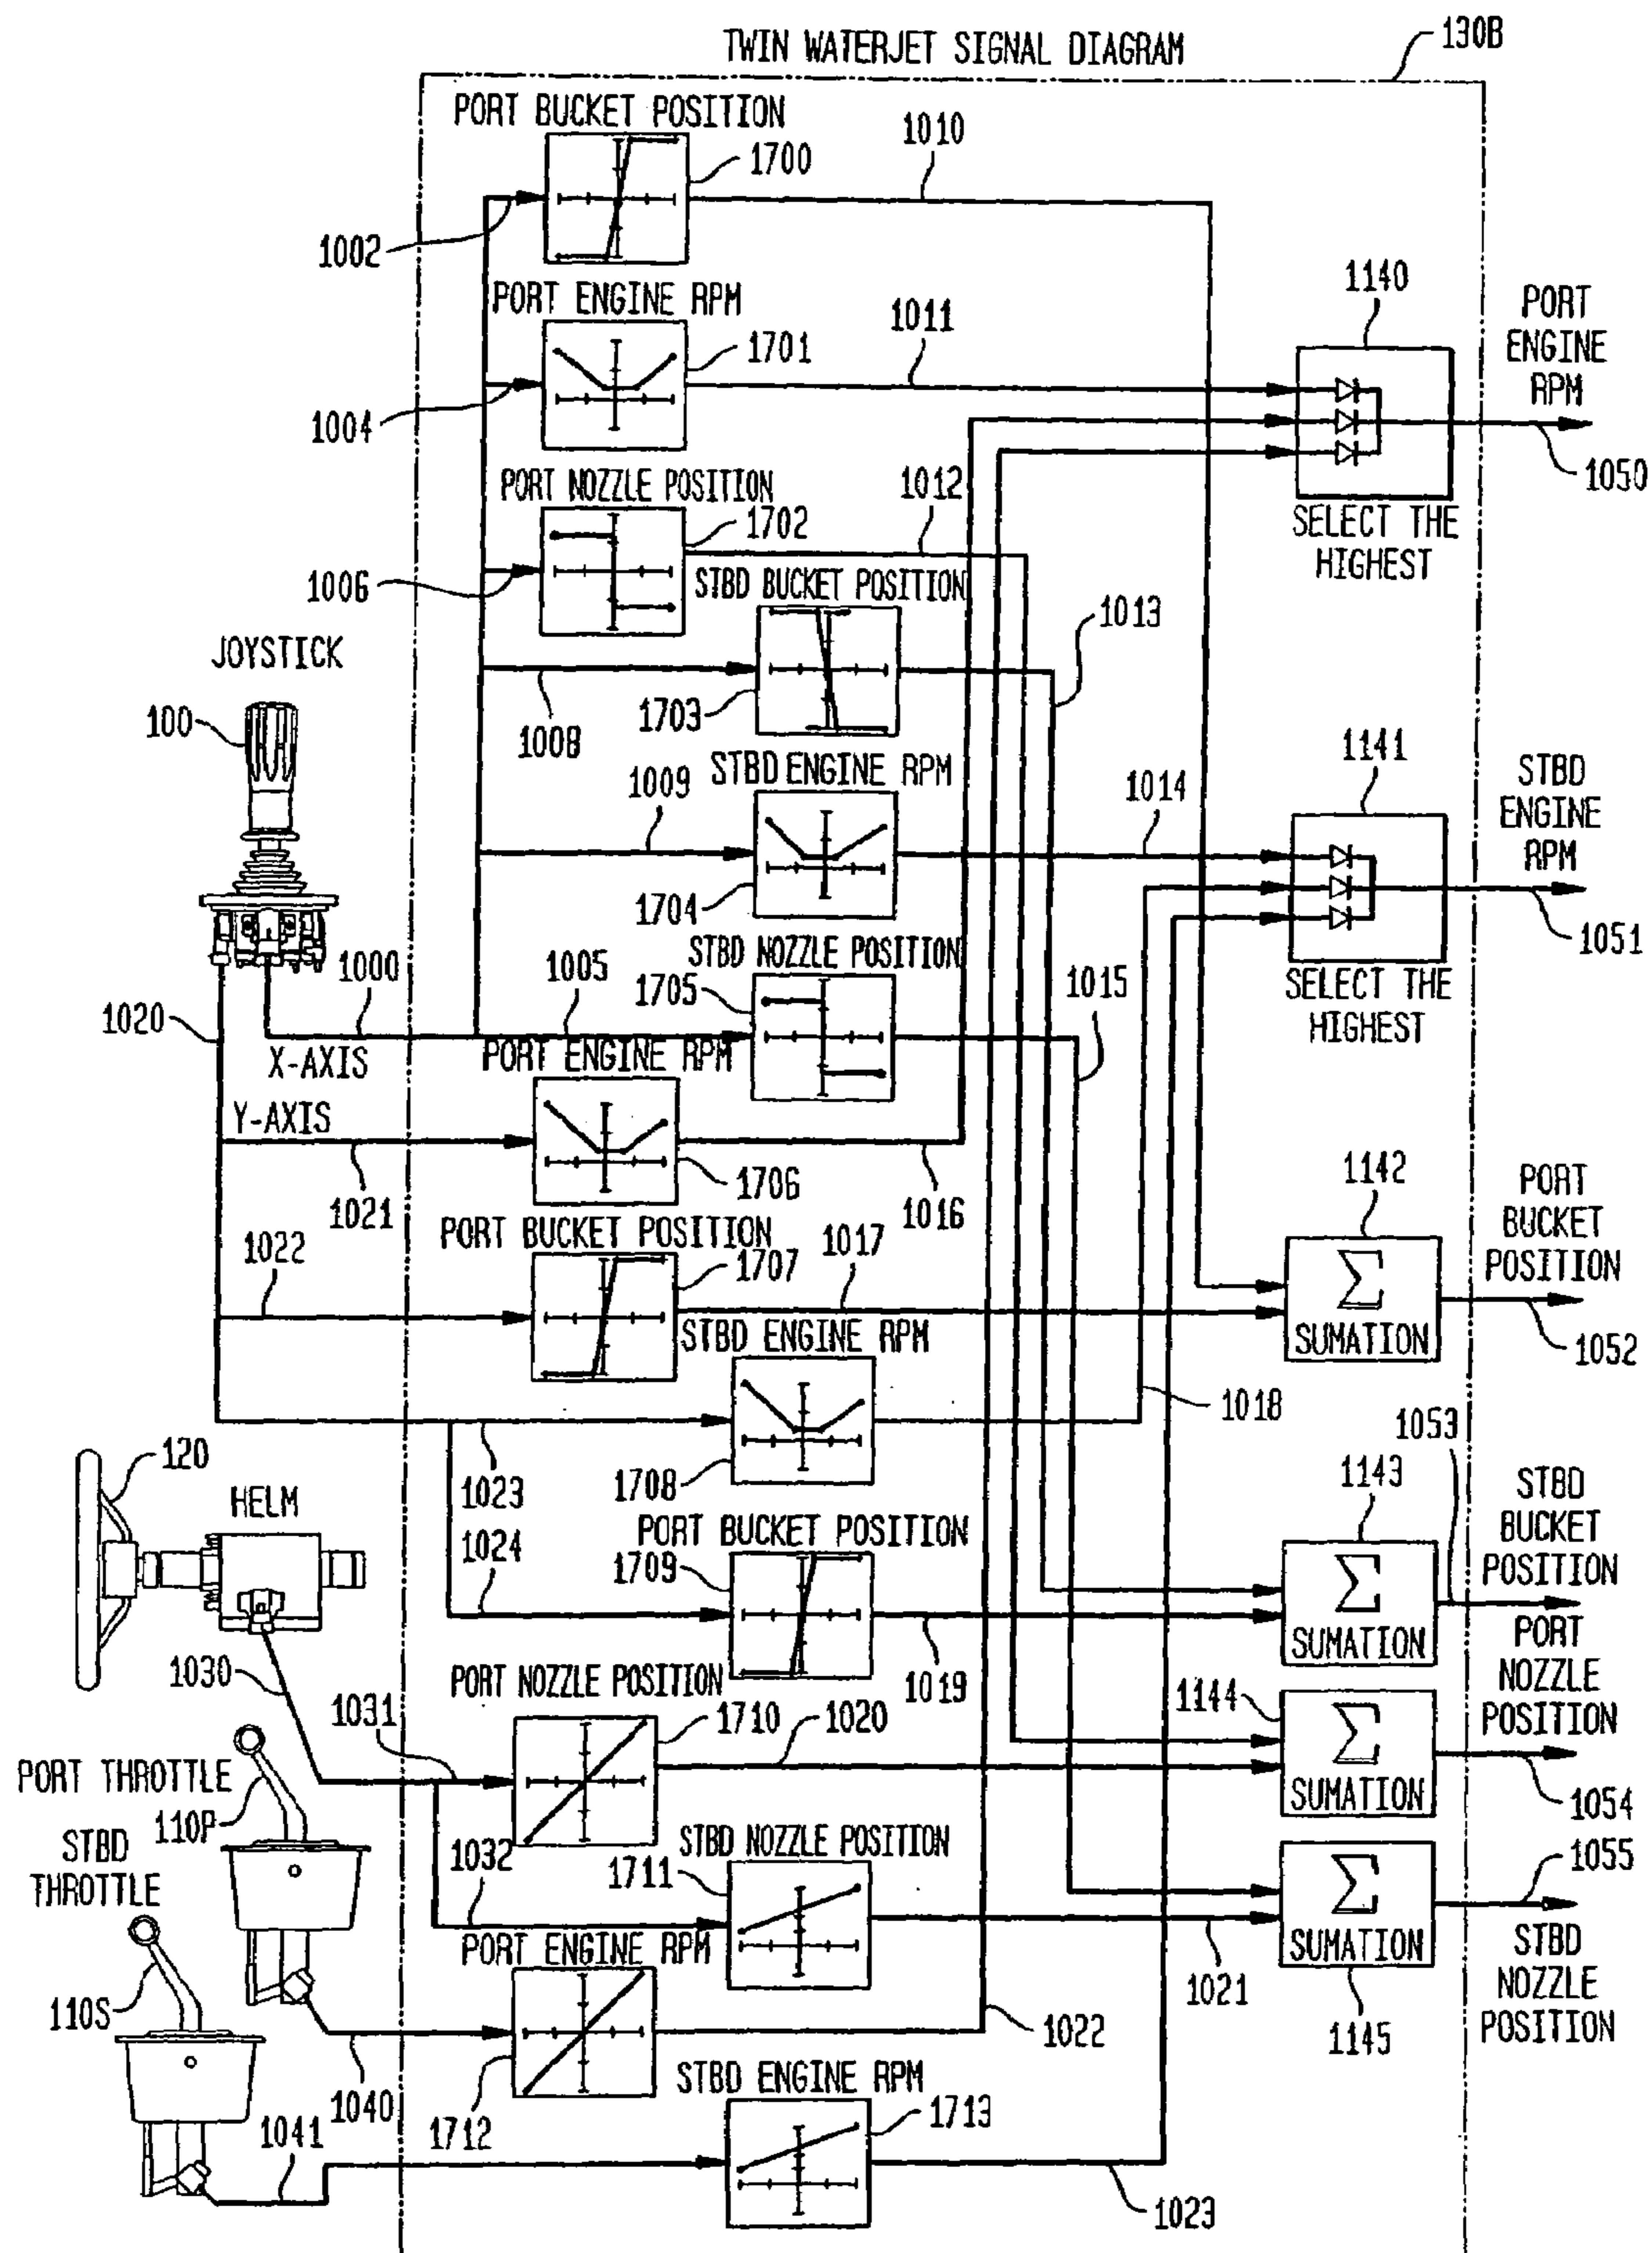 TWIN WATERJET SIGNAL DIAGRAM
130B
PORT BUCKET POSITION
1700
1010
1002
PORT ENGINE RPM
1701
1011
1004
1140
PORT
ENGINE
RPM
1050
SELECT THE
HIGHEST
PORT NOZZLE POSITION
1702
1012
1006
STBD BUCKET POSITION
1013
1703
1008
JOYSTICK
100
STBD ENGINE RPM
1009
1704
1014
1141
STBD
ENGINE
RPM
1051
SELECT THE
HIGHEST
STBD NOZZLE POSITION
1705
1015
1000
1005
1020
X-AXIS
PORT ENGINE RPM
Y-AXIS
1021
1706
1016
PORT BUCKET POSITION
1022
1707
1017
1142
Σ
SUMATION
PORT
BUCKET
POSITION
1052
STBD ENGINE RPM
1708
1018
1023
120
HELM
1053
1143
Σ
SUMATION
STBD
BUCKET
POSITION
PORT BUCKET POSITION
1024
1709
1019
1030
1031
PORT NOZZLE POSITION
1710
1020
1144
Σ
SUMATION
PORT
NOZZLE
POSITION
1054
PORT THROTTLE
110P
STBD
THROTTLE
110S
1032
STBD NOZZLE POSITION
1711
1021
Σ
SUMATION
1145
1055
STBD
NOZZLE
POSITION
PORT ENGINE RPM
1040
1712
1022
STBD ENGINE RPM
1041
1713
1023